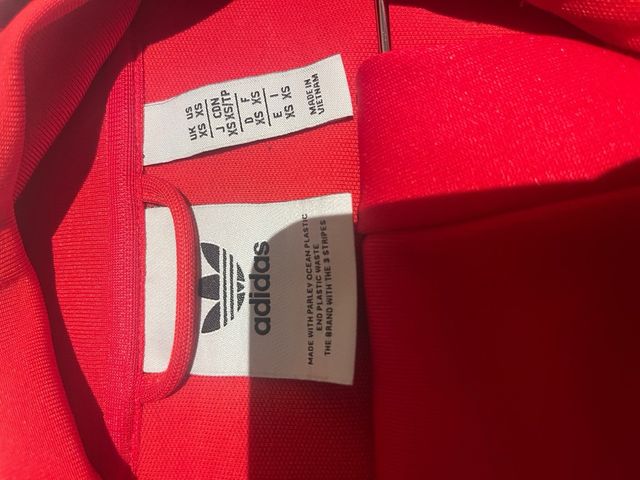 UK US
XS XS
J CDN
XS XS/TP
D F
XS XS
E I
XS XS
MADE IN
VIETNAM
adidas
MADE WITH PARLEY OCEAN PLASTIC
END PLASTIC WASTE
THE BRAND WITH THE 3 STRIPES